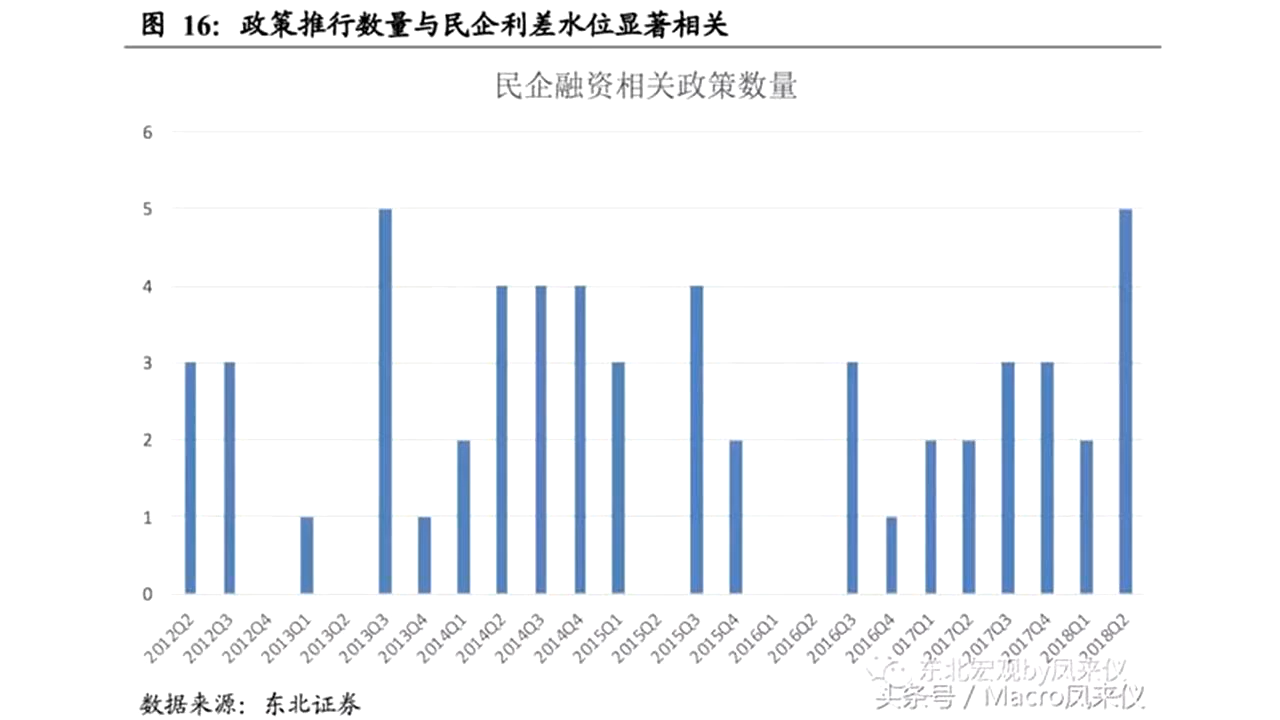 图 16：政策推行数量与民企利差水位显著相关
民企融资相关政策数量
6
5
4
3
2
1
0
2012Q2 2012Q3 2012Q4 2013Q1 2013Q2 2013Q3 2013Q4 2014Q1 2014Q2 2014Q3 2014Q4 2015Q1 2015Q2 2015Q3 2015Q4 2016Q1 2016Q2 2016Q3 2016Q4 2017Q1 2017Q2 2017Q3 2017Q4 2018Q1 2018Q2
东北宏观by凤来仪
头条号 / Macro凤来仪
数据来源：东北证券